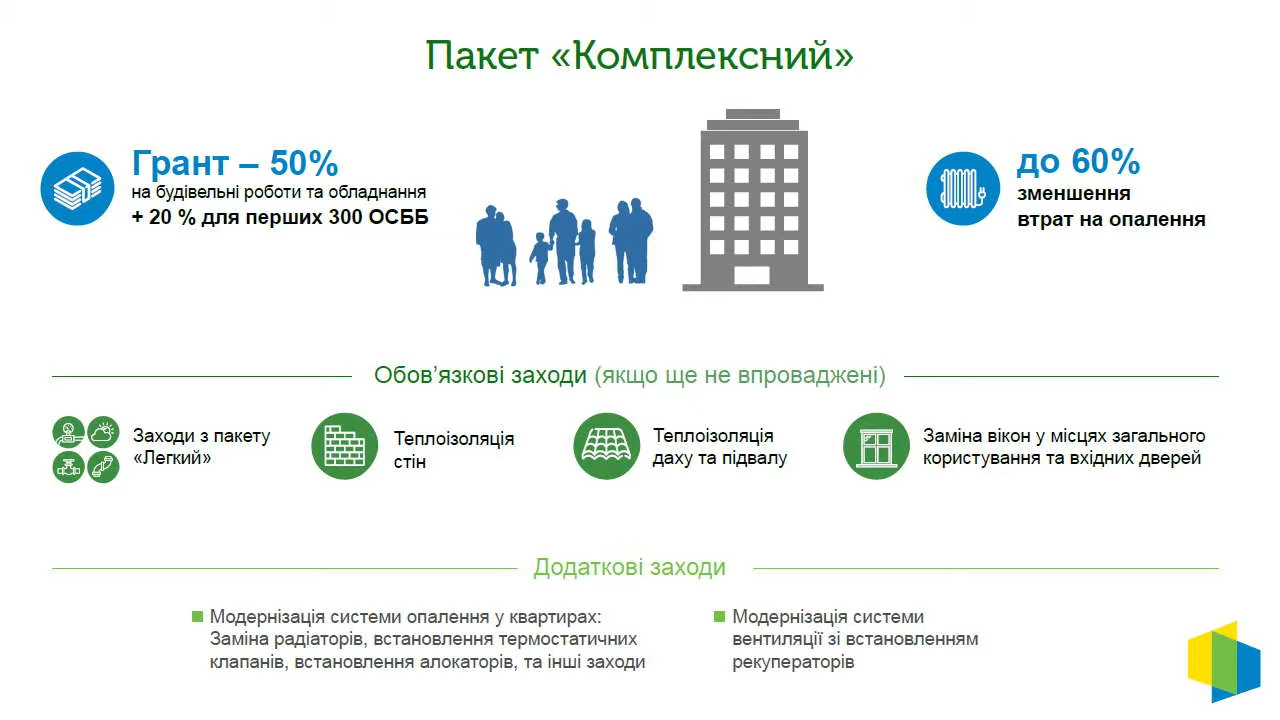 Пакет «Комплексний»
Грант – 50%
на будівельні роботи та обладнання
+ 20 % для перших 300 ОСББ
до 60%
зменшення
втрат на опалення
Обов’язкові заходи (якщо ще не впроваджені)
Заходи з пакету
«Легкий»
Теплоізоляція
стін
Теплоізоляція
даху та підвалу
Заміна вікон у місцях загального
користування та вхідних дверей
Додаткові заходи
Модернізація системи опалення у квартирах:
Заміна радіаторів, встановлення термостатичних
клапанів, встановлення алокаторів, та інші заходи
Модернізація системи
вентиляції зі встановленням
рекуператорів